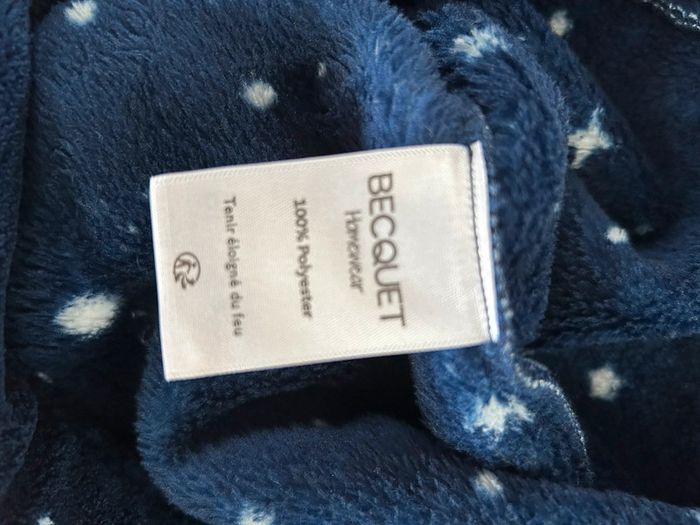 BECQUET
Homewear
100% Polyester
Tenir éloigné du feu